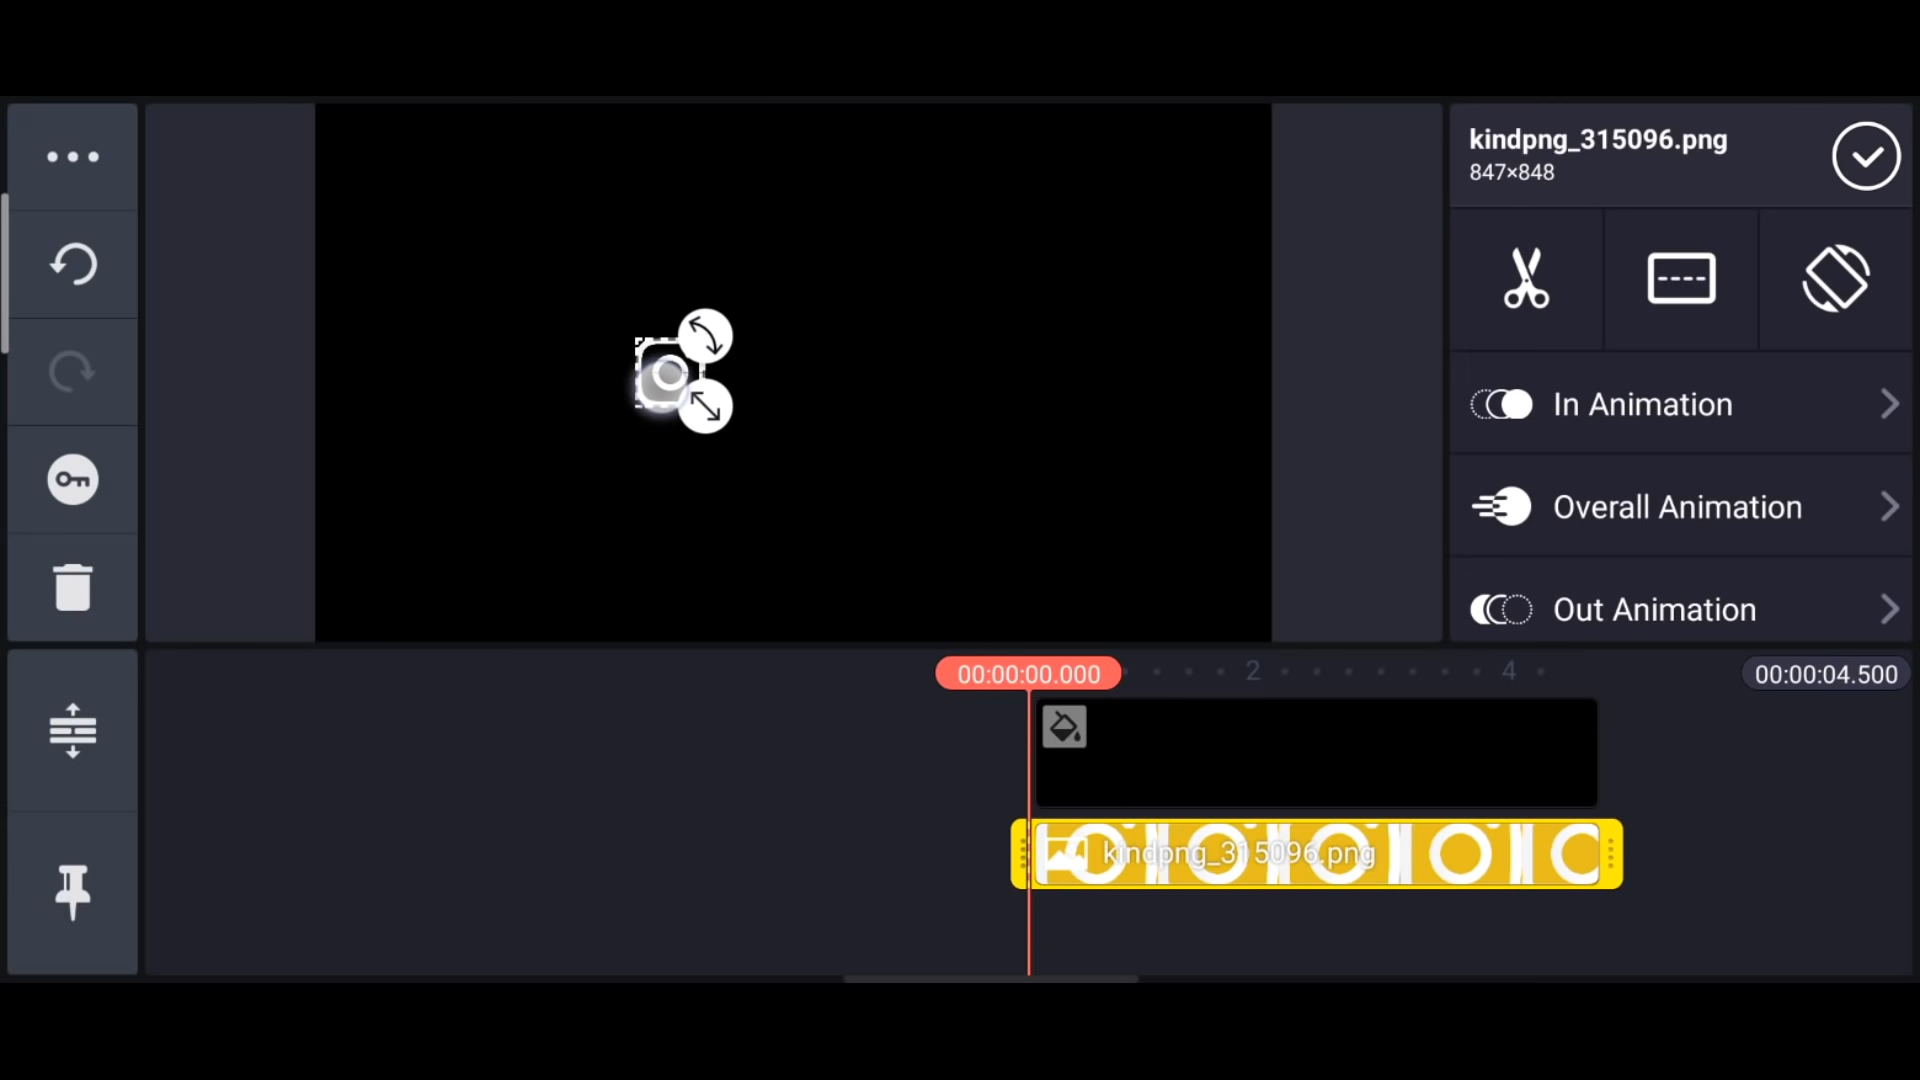 kindpng_315096.png
847×848
In Animation
Overall Animation
Out Animation
00:00:00.000
2
4
00:00:04.500
kindpng_315096.png